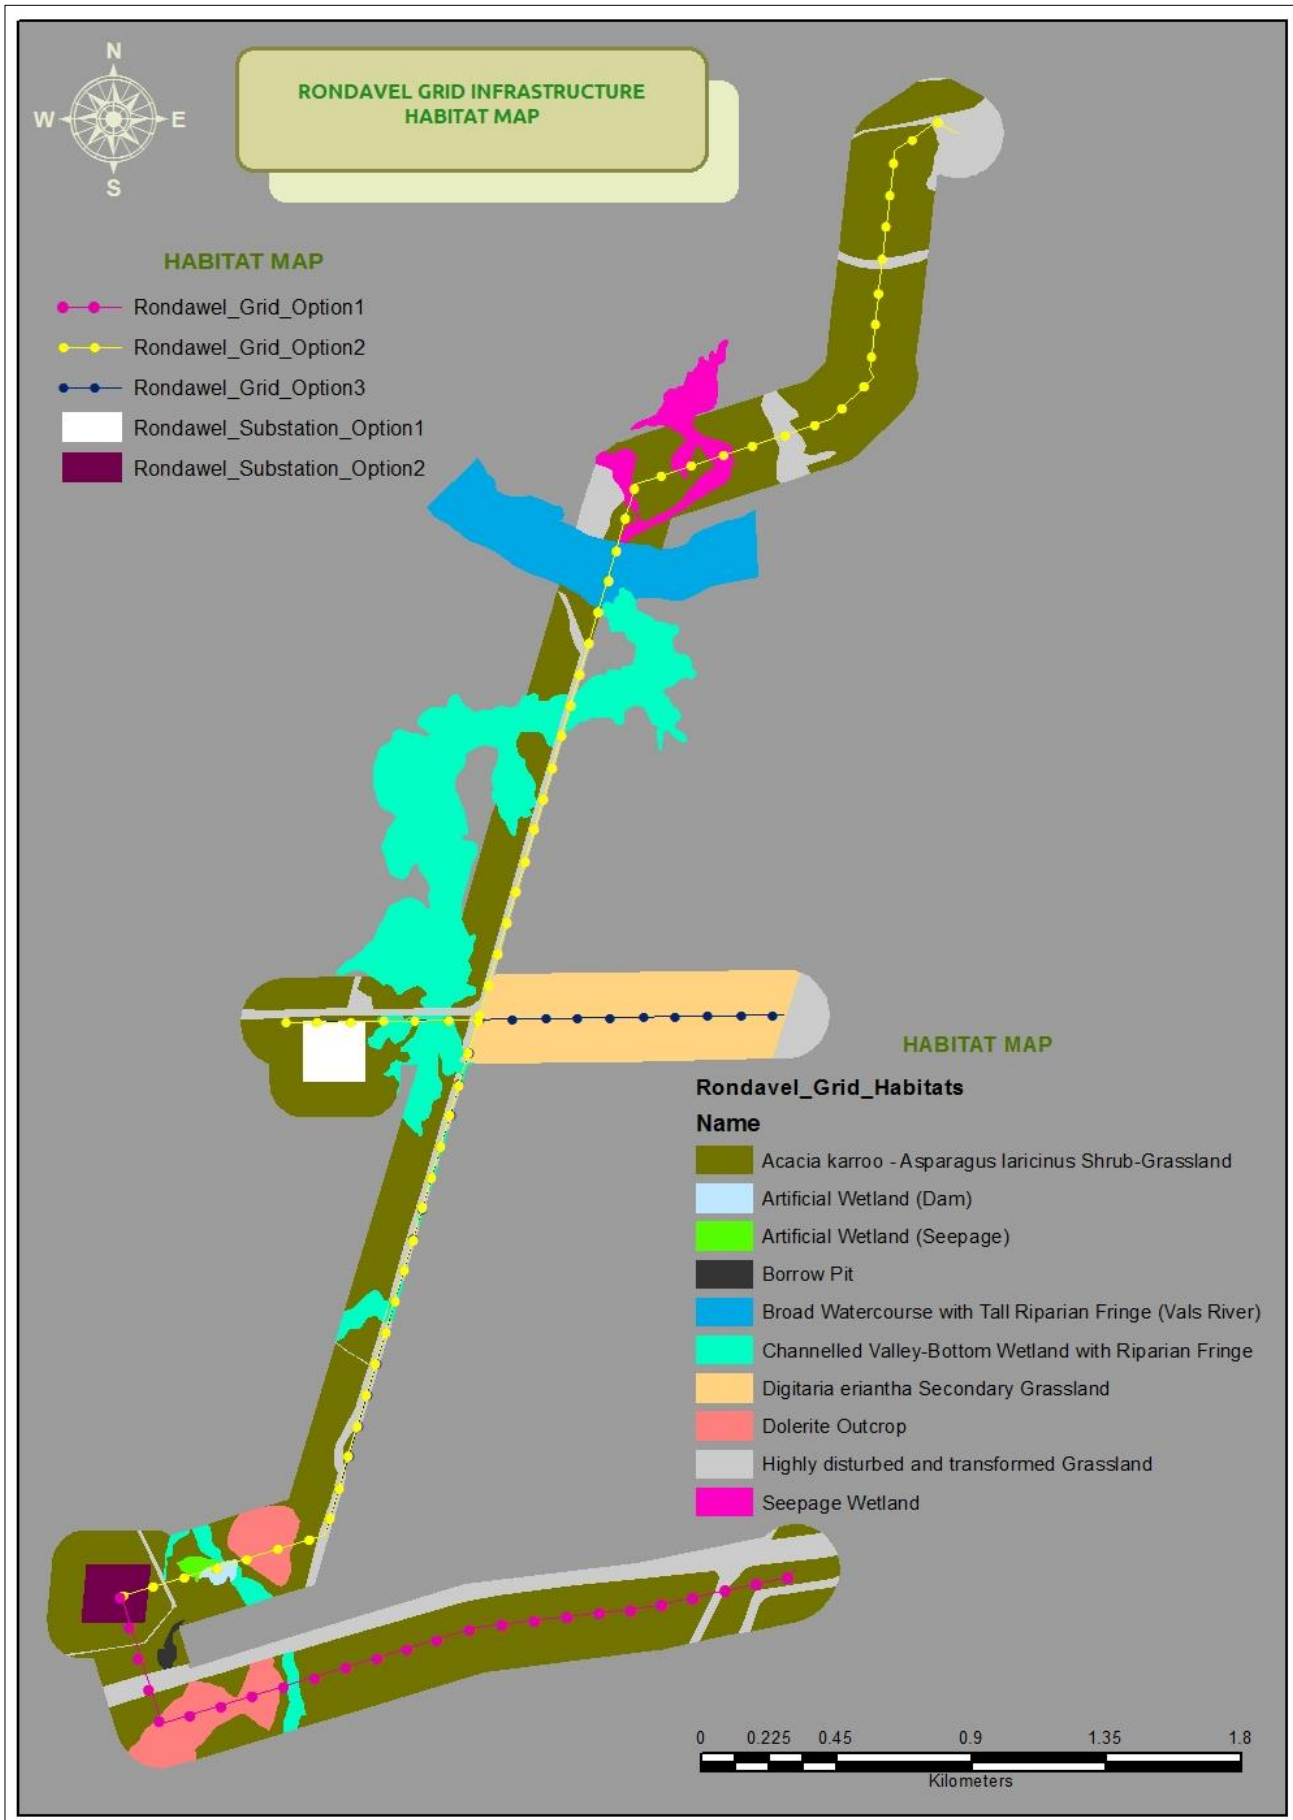 N
W
E
S
RONDAVEL GRID INFRASTRUCTURE
HABITAT MAP
HABITAT MAP
Rondawel_Grid_Option1
Rondawel_Grid_Option2
Rondawel_Grid_Option3
Rondawel_Substation_Option1
Rondawel_Substation_Option2
HABITAT MAP
Rondavel_Grid_Habitats
Name
Acacia karroo - Asparagus laricinus Shrub-Grassland
Artificial Wetland (Dam)
Artificial Wetland (Seepage)
Borrow Pit
Broad Watercourse with Tall Riparian Fringe (Vals River)
Channelled Valley-Bottom Wetland with Riparian Fringe
Digitaria eriantha Secondary Grassland
Dolerite Outcrop
Highly disturbed and transformed Grassland
Seepage Wetland
0 0.225 0.45 0.9 1.35 1.8
Kilometers